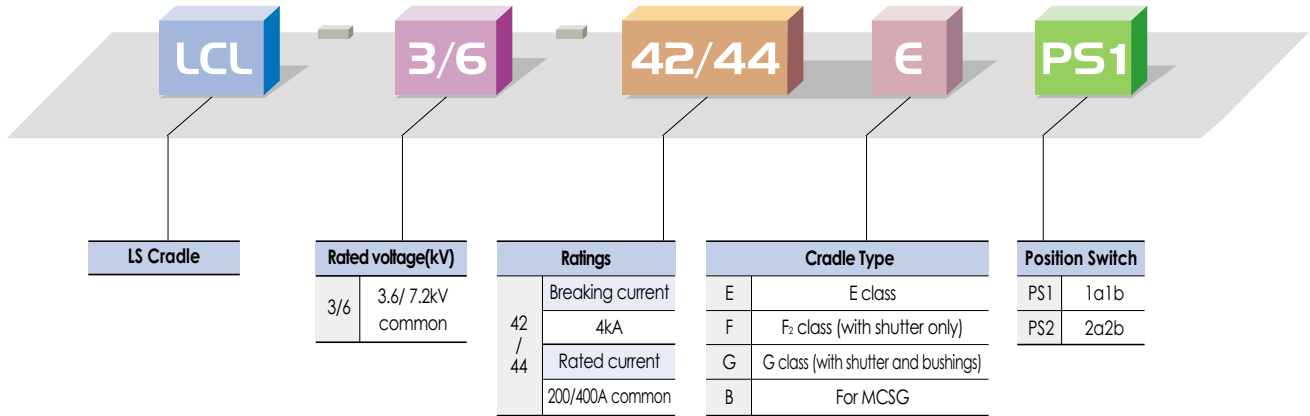 LCL 3/6 42/44 E PS1
LS Cradle
Rated voltage(kV)
3/6 3.6/ 7.2kV
common
Ratings
42
/
44
Breaking current
4kA
Rated current
200/400A common
Cradle Type
E E class
F F₂ class (with shutter only)
G G class (with shutter and bushings)
B For MCSG
Position Switch
PS1 1a1b
PS2 2a2b